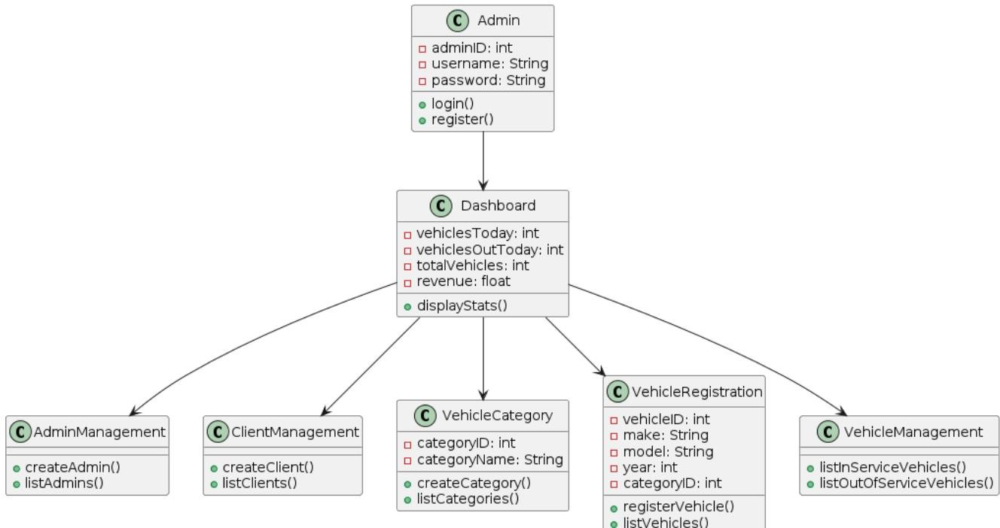 C Admin
adminID: int
username: String
password: String
login()
register()
C Dashboard
vehiclesToday: int
vehiclesOutToday: int
totalVehicles: int
revenue: float
displayStats()
C AdminManagement
createAdmin()
listAdmins()
C ClientManagement
createClient()
listClients()
C VehicleCategory
categoryID: int
categoryName: String
createCategory()
listCategories()
C VehicleRegistration
vehicleID: int
make: String
model: String
year: int
categoryID: int
registerVehicle()
listVehicles()
C VehicleManagement
listInServiceVehicles()
listOutOfServiceVehicles()